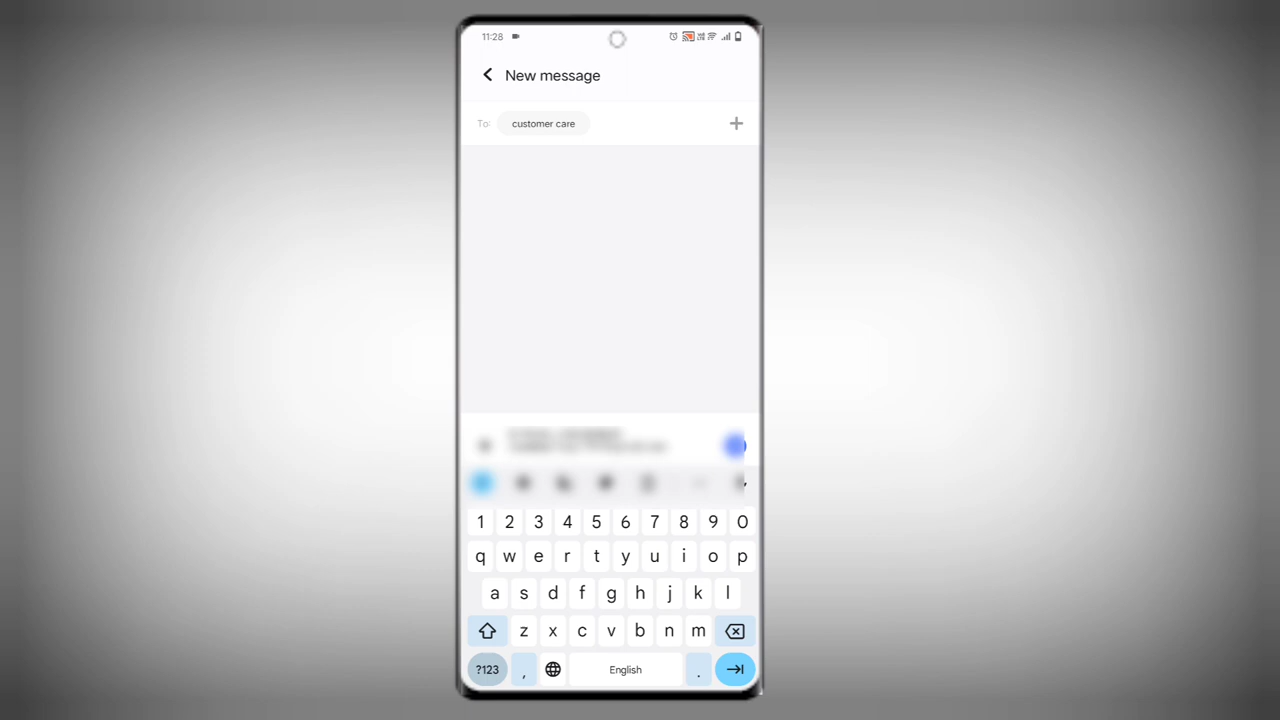 11:28
New message
To: customer care
1 2 3 4 5 6 7 8 9 0
q w e r t y u i o p
a s d f g h j k l
z x c v b n m
?123 , English .